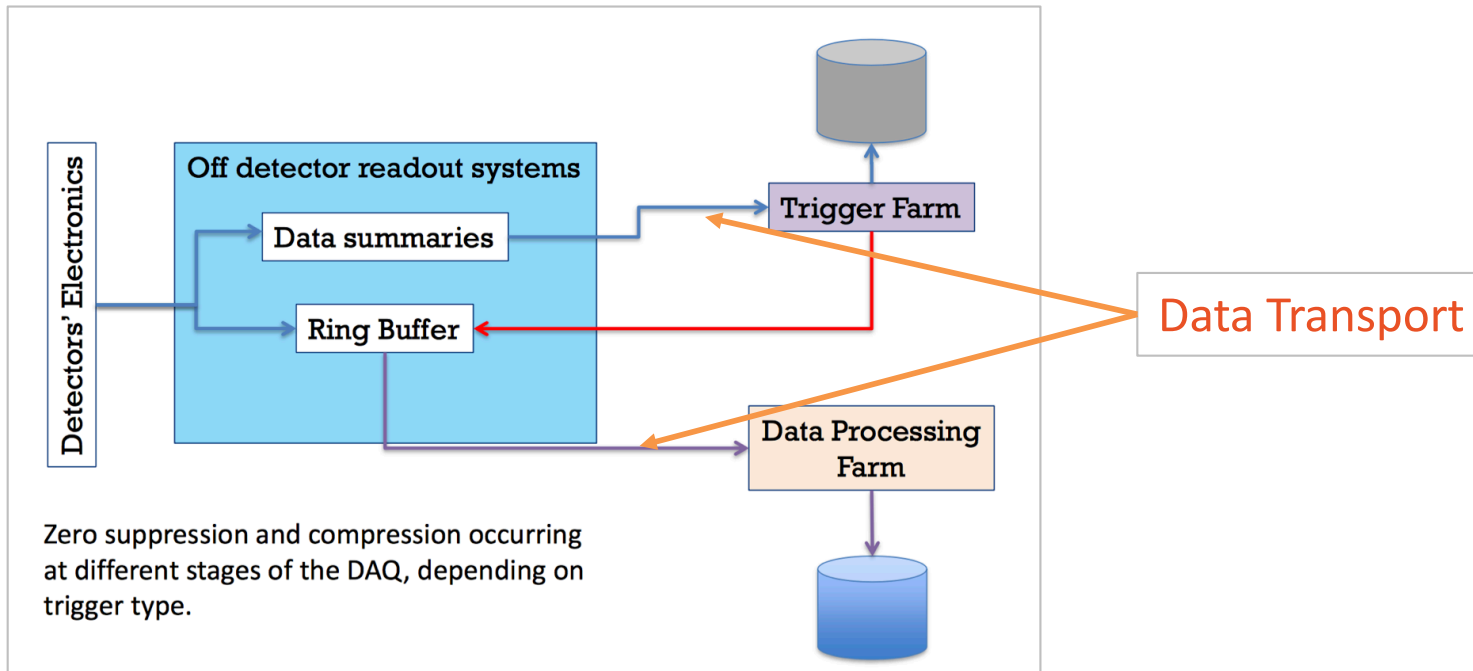 Detectors' Electronics
Off detector readout systems
Data summaries
Ring Buffer
Trigger Farm
Data Transport
Data Processing
Farm
Zero suppression and compression occurring
at different stages of the DAQ, depending on
trigger type.